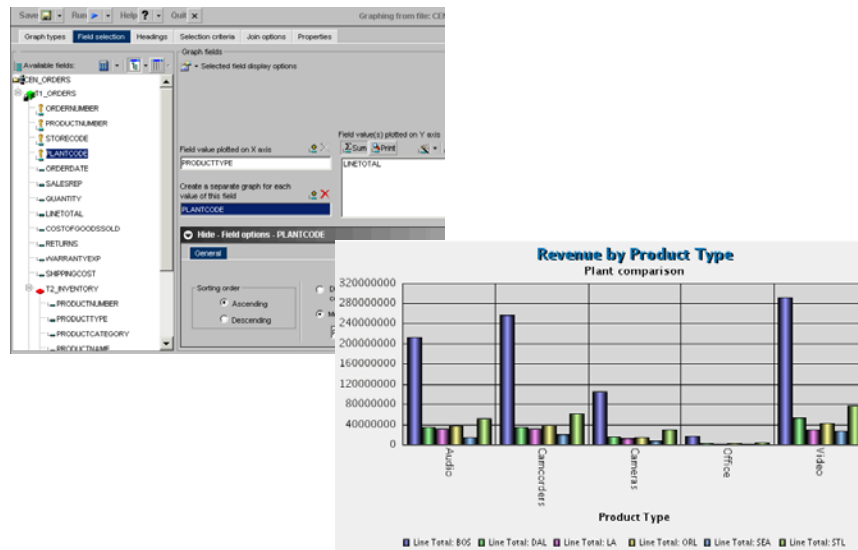 Save Run Help ? Quit x Graphing from file: CEN
Graph types Field selection Headings Selection criteria Join options Properties
Graph fields
Available fields:
Selected field display options
CEN_ORDERS
T1_ORDERS
ORDERNUMBER
PRODUCTNUMBER
STORECODE
PLANTCODE
ORDERDATE
SALESREP
QUANTITY
LINETOTAL
COSTOFGOODSSOLD
RETURNS
WARRANTYEXP
SHIPPINGCOST
T2_INVENTORY
PRODUCTNUMBER
PRODUCTTYPE
PRODUCTCATEGORY
PRODUCTNAME
Field value plotted on X axis
PRODUCTTYPE
Field value(s) plotted on Y axis
Sum Print
LINETOTAL
Create a separate graph for each
value of this field
PLANTCODE
Hide - Field options - PLANTCODE
General
Sorting order
Ascending
Descending
Revenue by Product Type
Plant comparison
320000000
280000000
240000000
200000000
160000000
120000000
80000000
40000000
0
Audio
Camcorders
Cameras
Office
Video
Product Type
Line Total: BOS Line Total: DAL Line Total: LA Line Total: ORL Line Total: SEA Line Total: STL